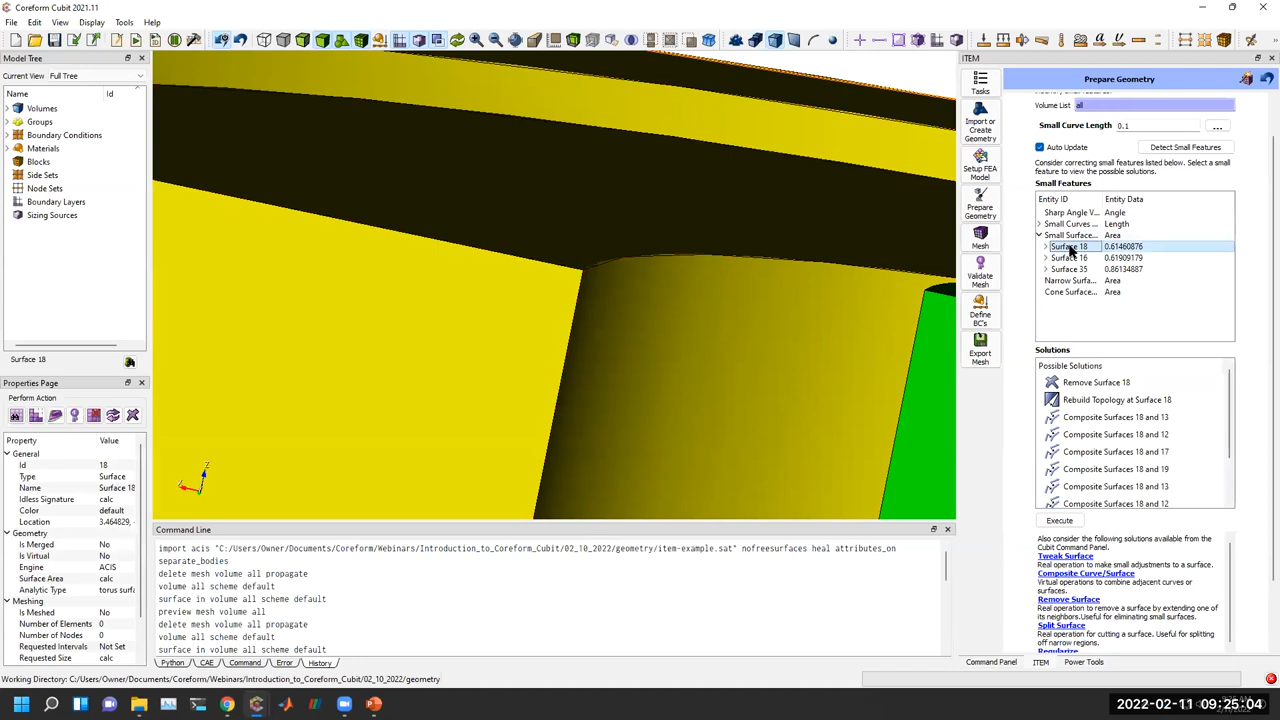 Coreform Cubit 2021.11
File Edit View Display Tools Help
Model Tree
Current View Full Tree
Name Id
Volumes
Groups
Boundary Conditions
Materials
Blocks
Side Sets
Node Sets
Boundary Layers
Sizing Sources
Surface 18
Properties Page
Perform Action
Property Value
General
Id 18
Type Surface
Name Surface 18
Idless Signature calc
Color default
Location 3.464829,
Geometry
Is Merged No
Is Virtual No
Engine ACIS
Surface Area calc
Analytic Type torus surfa
Meshing
Is Meshed No
Number of Elements 0
Number of Nodes 0
Requested Intervals Not Set
Requested Size calc
Z
Command Line
import acis "C:/Users/Owner/Documents/Coreform/Webinars/Introduction_to_Coreform_Cubit/02_10_2022/geometry/item-example.sat" nofreesurfaces heal attributes_on
separate_bodies
delete mesh volume all propagate
volume all scheme default
surface in volume all scheme default
preview mesh volume all
delete mesh volume all propagate
volume all scheme default
surface in volume all scheme default
Python CAE Command Error History
Working Directory: C:/Users/Owner/Documents/Coreform/Webinars/Introduction_to_Coreform_Cubit/02_10_2022/geometry
ITEM
Tasks
Import or
Create
Geometry
Setup FEA
Model
Prepare
Geometry
Mesh
Validate
Mesh
Define
BC's
Export
Mesh
Prepare Geometry
Volume List all
Small Curve Length 0.1 ...
Auto Update Detect Small Features
Consider correcting small features listed below. Select a small
feature to view the possible solutions.
Small Features
Entity ID Entity Data
Sharp Angle V... Angle
Small Curves ... Length
Small Surface... Area
Surface 18 0.61460876
Surface 16 0.61909179
Surface 35 0.86134887
Narrow Surfa... Area
Cone Surface... Area
Solutions
Possible Solutions
Remove Surface 18
Rebuild Topology at Surface 18
Composite Surfaces 18 and 13
Composite Surfaces 18 and 12
Composite Surfaces 18 and 17
Composite Surfaces 18 and 19
Composite Surfaces 18 and 13
Composite Surfaces 18 and 12
Execute
Also consider the following solutions available from the
Cubit Command Panel.
Tweak Surface
Real operation to make small adjustments to a surface.
Composite Curve/Surface
Virtual operations to combine adjacent curves or
surfaces.
Remove Surface
Real operation to remove a surface by extending one of
its neighbors.Useful for eliminating small surfaces.
Split Surface
Real operation for cutting a surface. Useful for splitting
off narrow regions.
Regularize
Command Panel ITEM Power Tools
2022-02-11 09:25:04